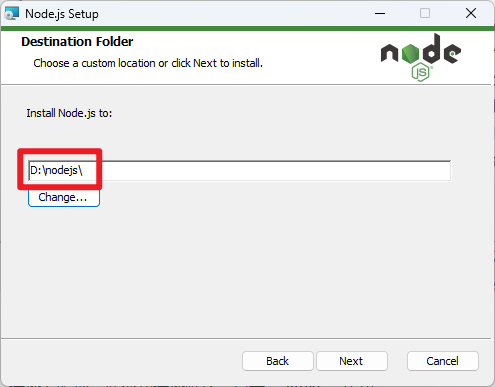 Node.js Setup
Destination Folder
Choose a custom location or click Next to install.
node
JS
Install Node.js to:
D:\nodejs\
Change...
Back
Next
Cancel